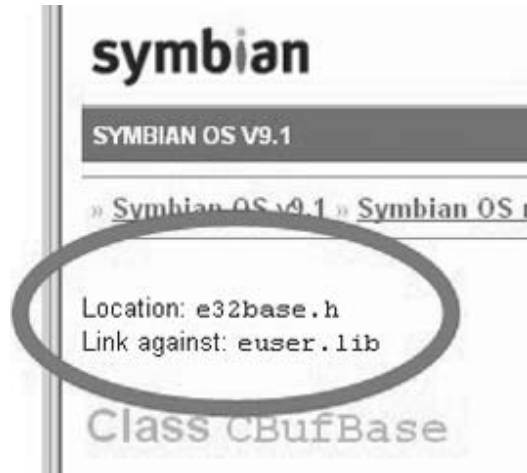 symbian
SYMBIAN OS V9.1
» Symbian OS v9.1 » Symbian OS
Location: e32base.h
Link against: euser.lib
Class CBufBase